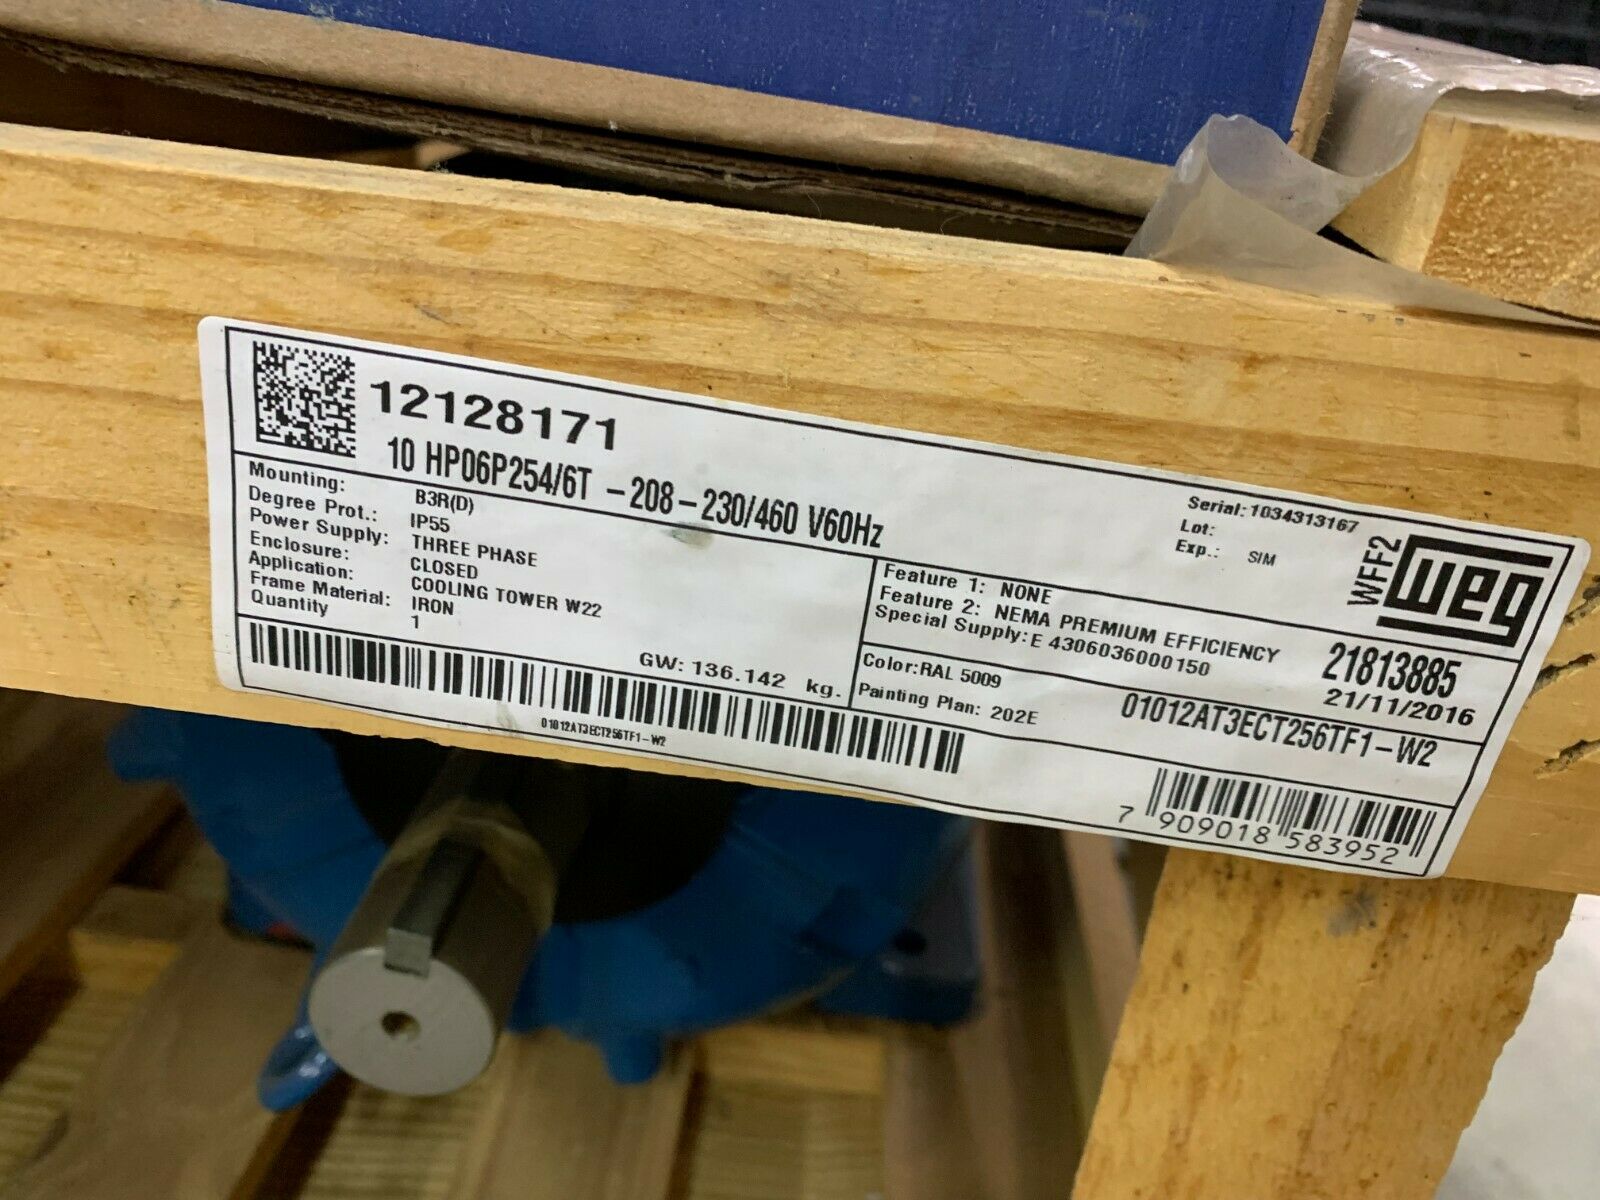 12128171
10 HP06P254/6T - 208-230/460 V60Hz
Serial: 1034313167
Lot:
Exp.: SIM
WFF2
weg
Mounting: B3R(D)
Degree Prot.: IP55
Power Supply: THREE PHASE
Enclosure: CLOSED
Application: COOLING TOWER W22
Frame Material: IRON
Quantity 1
GW: 136.142 kg.
Feature 1: NONE
Feature 2: NEMA PREMIUM EFFICIENCY
Special Supply: E 4306036000150
21813885
21/11/2016
Color: RAL 5009
Painting Plan: 202E
01012AT3ECT256TF1-W2
01012AT3ECT256TF1-W2
7 909018 583952